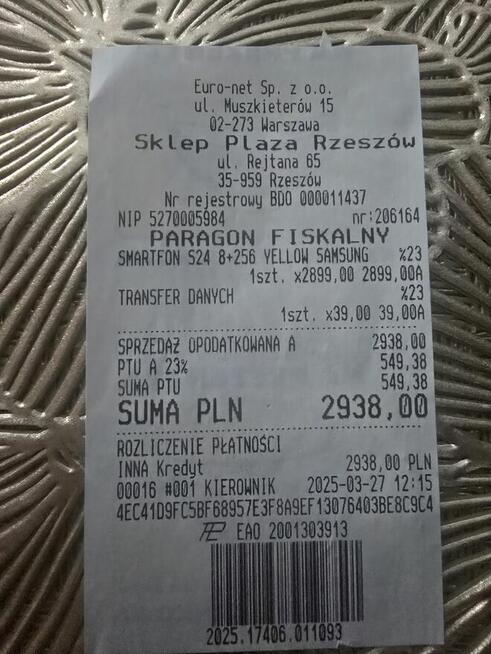 Euro-net Sp. z o.o.
ul. Muszkieterów 15
02-273 Warszawa
Sklep Plaza Rzeszów
ul. Rejtana 65
35-959 Rzeszów
Nr rejestrowy BDO 000011437
NIP 5270005984 nr:206164
PARAGON FISKALNY
SMARTFON S24 8+256 YELLOW SAMSUNG %23
1szt. x2899,00 2899,00A
TRANSFER DANYCH %23
1szt. x39,00 39,00A
SPRZEDAŻ OPODATKOWANA A 2938,00
PTU A 23% 549,38
SUMA PTU 549,38
SUMA PLN 2938,00
ROZLICZENIE PŁATNOŚCI
INNA Kredyt 2938,00 PLN
00016 #001 KIEROWNIK 2025-03-27 12:15
4EC41D9FC5BF68957E3F8A9EF13076403BE8C9C4
PL EAO 2001303913
2025.17406.011093